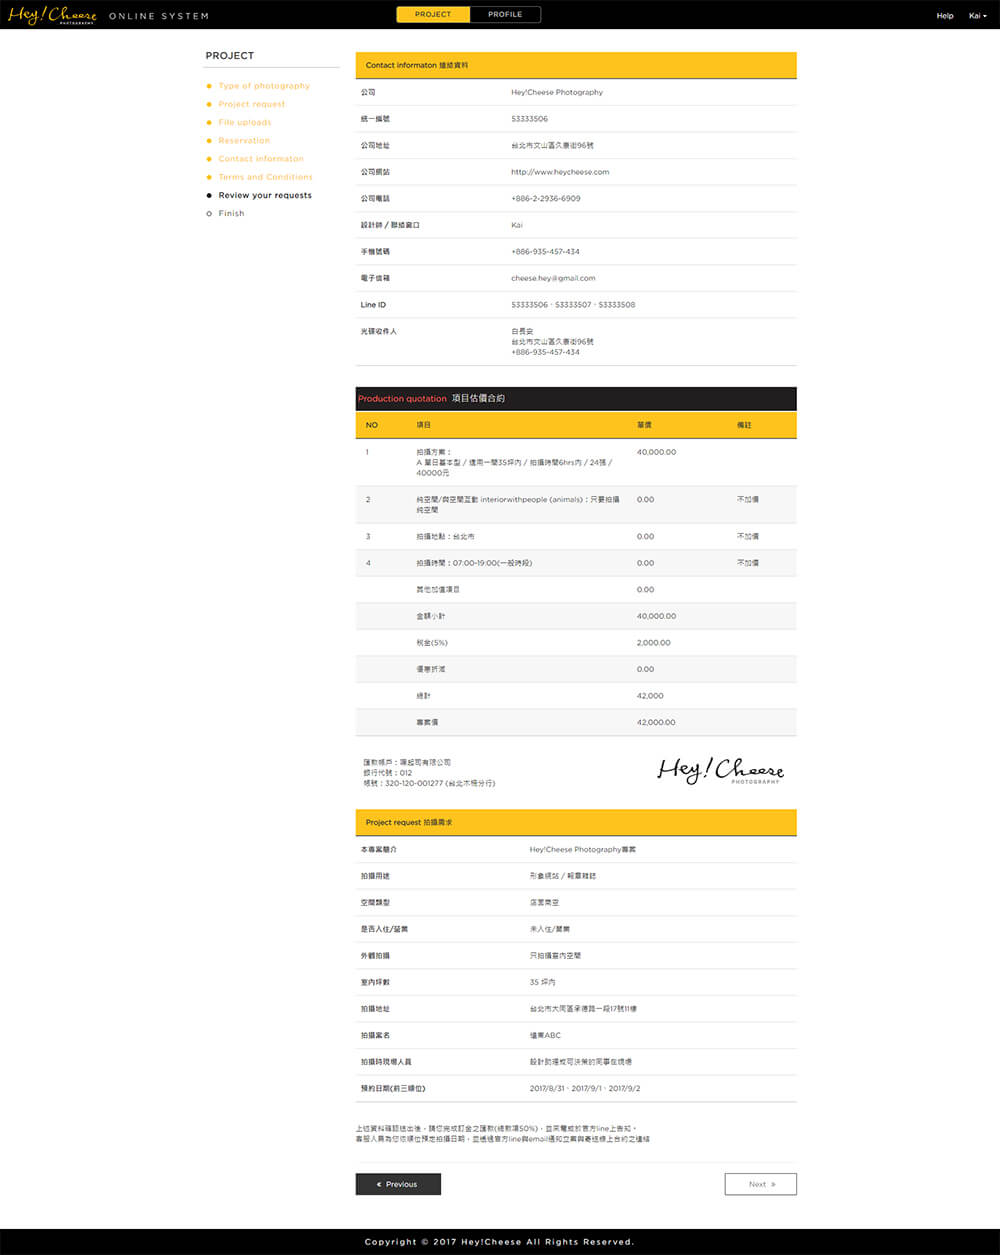 Hey! Cheese PHOTOGRAPHY ONLINE SYSTEM
PROJECT PROFILE
Help Kai
PROJECT
Type of photography
Project request
File uploads
Reservation
Contact informaton
Terms and Conditions
Review your requests
Finish
Contact informaton 連絡資料
公司 Hey!Cheese Photography
統一編號 53333506
公司地址 台北市文山區久康街96號
公司網站 http://www.heycheese.com
公司電話 +886-2-2936-6909
設計師 / 聯絡窗口 Kai
手機號碼 +886-935-457-434
電子信箱 cheese.hey@gmail.com
Line ID 53333506、53333507、53333508
光碟收件人 白長安
台北市文山區久康街96號
+886-935-457-434
Production quotation 項目估價合約
NO 項目 單價 備註
1 拍攝方案： 40,000.00
A 單日基本型 / 適用一間35坪內 / 拍攝時間6hrs內 / 24張 /
40000元
2 純空間/與空間互動 interiorwithpeople (animals)：只要拍攝 0.00 不加價
純空間
3 拍攝地點：台北市 0.00 不加價
4 拍攝時間：07:00-19:00(一般時段) 0.00 不加價
其他加值項目 0.00
金額小計 40,000.00
稅金(5%) 2,000.00
優惠折減 0.00
總計 42,000
專案價 42,000.00
匯款帳戶：嘿起司有限公司
銀行代號：012
帳號：320-120-001277 (台北木柵分行)
Hey! Cheese
PHOTOGRAPHY
Project request 拍攝需求
本專案簡介 Hey!Cheese Photography專案
拍攝用途 形象網站 / 報章雜誌
空間類型 店面商空
是否入住/營業 未入住/營業
外觀拍攝 只拍攝室內空間
室內坪數 35 坪內
拍攝地址 台北市大同區承德路一段17號11樓
拍攝案名 遠東ABC
拍攝時現場人員 設計助理或可決策的同事在現場
預約日期(前三順位) 2017/8/31、2017/9/1、2017/9/2
上述資料確認送出後，請您完成訂金之匯款(總款項50%)，並來電或於官方line上告知。
客服人員為您依順位預定拍攝日期，並透過官方line與email通知立案與寄送線上合約之連結
« Previous Next »
Copyright © 2017 Hey!Cheese All Rights Reserved.